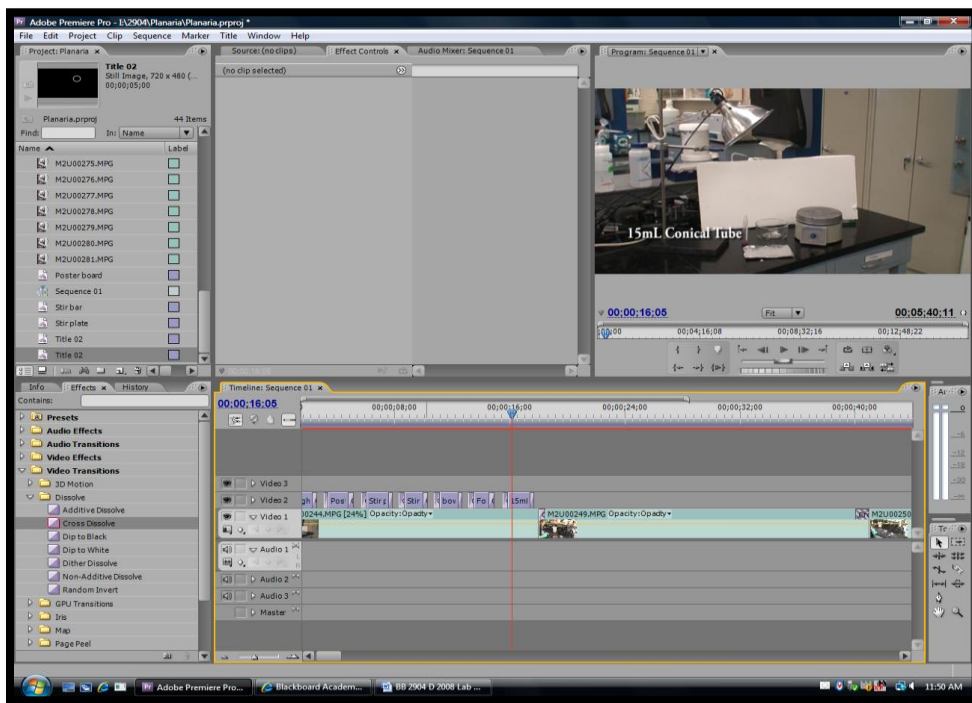 Adobe Premiere Pro - I:\2904\Planaria\Planaria.prproj *
File Edit Project Clip Sequence Marker Title Window Help
Project: Planaria
Source: (no clips) Effect Controls Audio Mixer: Sequence 01
Program: Sequence 01
Title 02
Still Image, 720 x 480 (...
00;00;05;00
(no clip selected)
Planaria.prproj 44 Items
Find: In: Name
Name Label
M2U00275.MPG
M2U00276.MPG
M2U00277.MPG
M2U00278.MPG
M2U00279.MPG
M2U00280.MPG
M2U00281.MPG
Poster board
Sequence 01
Stir bar
Stir plate
Title 02
Title 02
15mL Conical Tube
00;00;16;05 Fit 00;05;40;11
00;04;16;08 00;08;32;16 00;12;48;22
Info Effects History
Contains:
Presets
Audio Effects
Audio Transitions
Video Effects
Video Transitions
3D Motion
Dissolve
Additive Dissolve
Cross Dissolve
Dip to Black
Dip to White
Dither Dissolve
Non-Additive Dissolve
Random Invert
GPU Transitions
Iris
Map
Page Peel
Timeline: Sequence 01
00;00;16;05
00;00;08;00 00;00;16;00 00;00;24;00 00;00;32;00 00;00;40;00
Video 3
Video 2 Stir bov Fo 15ml
Video 1 00244.MPG [24%] Opacity:Opacity M2U00249.MPG Opacity:Opacity M2U00250
Audio 1
Audio 2
Audio 3
Master
0
-6
-12
-18
-30
Adobe Premiere Pro... Blackboard Academ... BB 2904 D 2008 Lab ... 11:50 AM